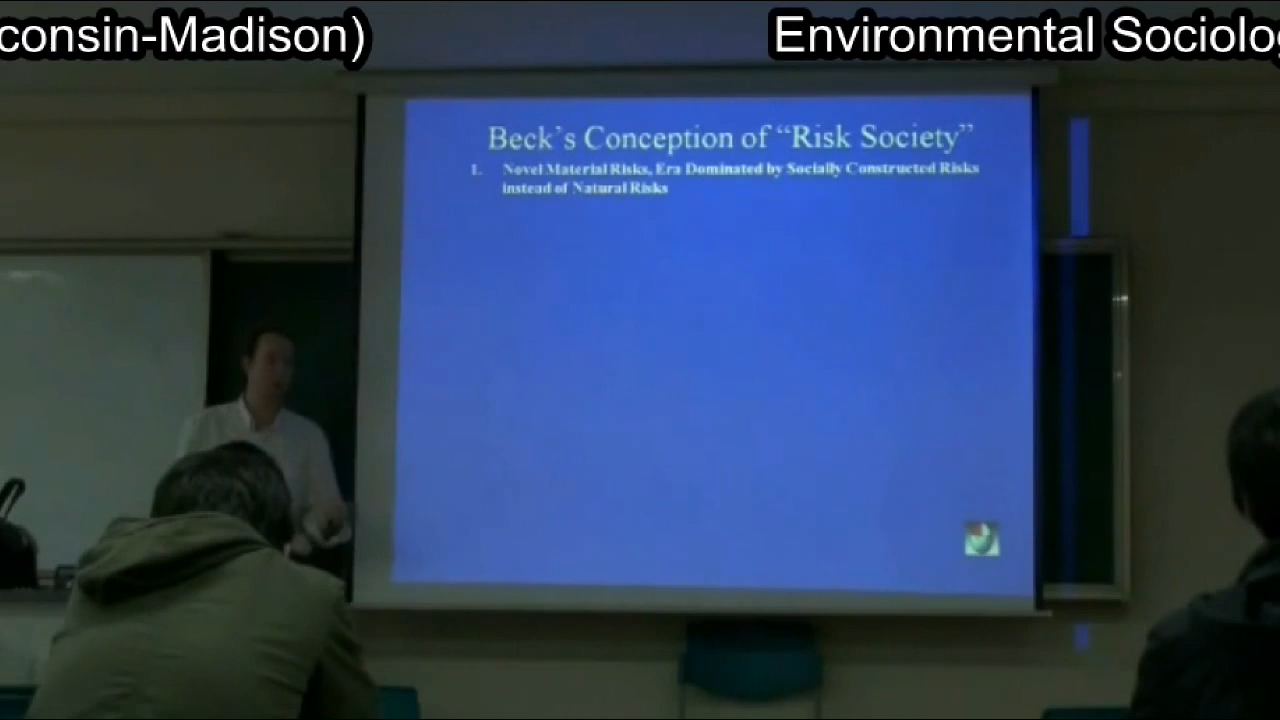 consin-Madison) Environmental Sociolog
Beck's Conception of “Risk Society”
1. Novel Material Risks, Era Dominated by Socially Constructed Risks
instead of Natural Risks